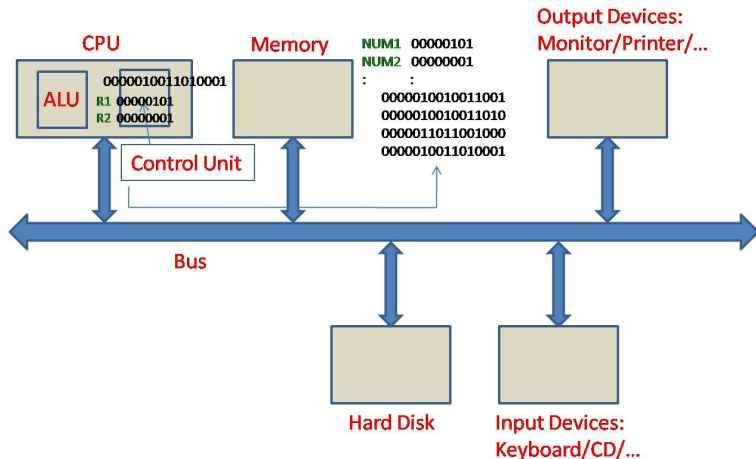 CPU
ALU
0000010011010001
R1 00000101
R2 00000001
Control Unit
Memory
NUM1 00000101
NUM2 00000001
: :
0000010010011001
0000010010011010
0000011011001000
0000010011010001
Output Devices:
Monitor/Printer/...
Bus
Hard Disk
Input Devices:
Keyboard/CD/...